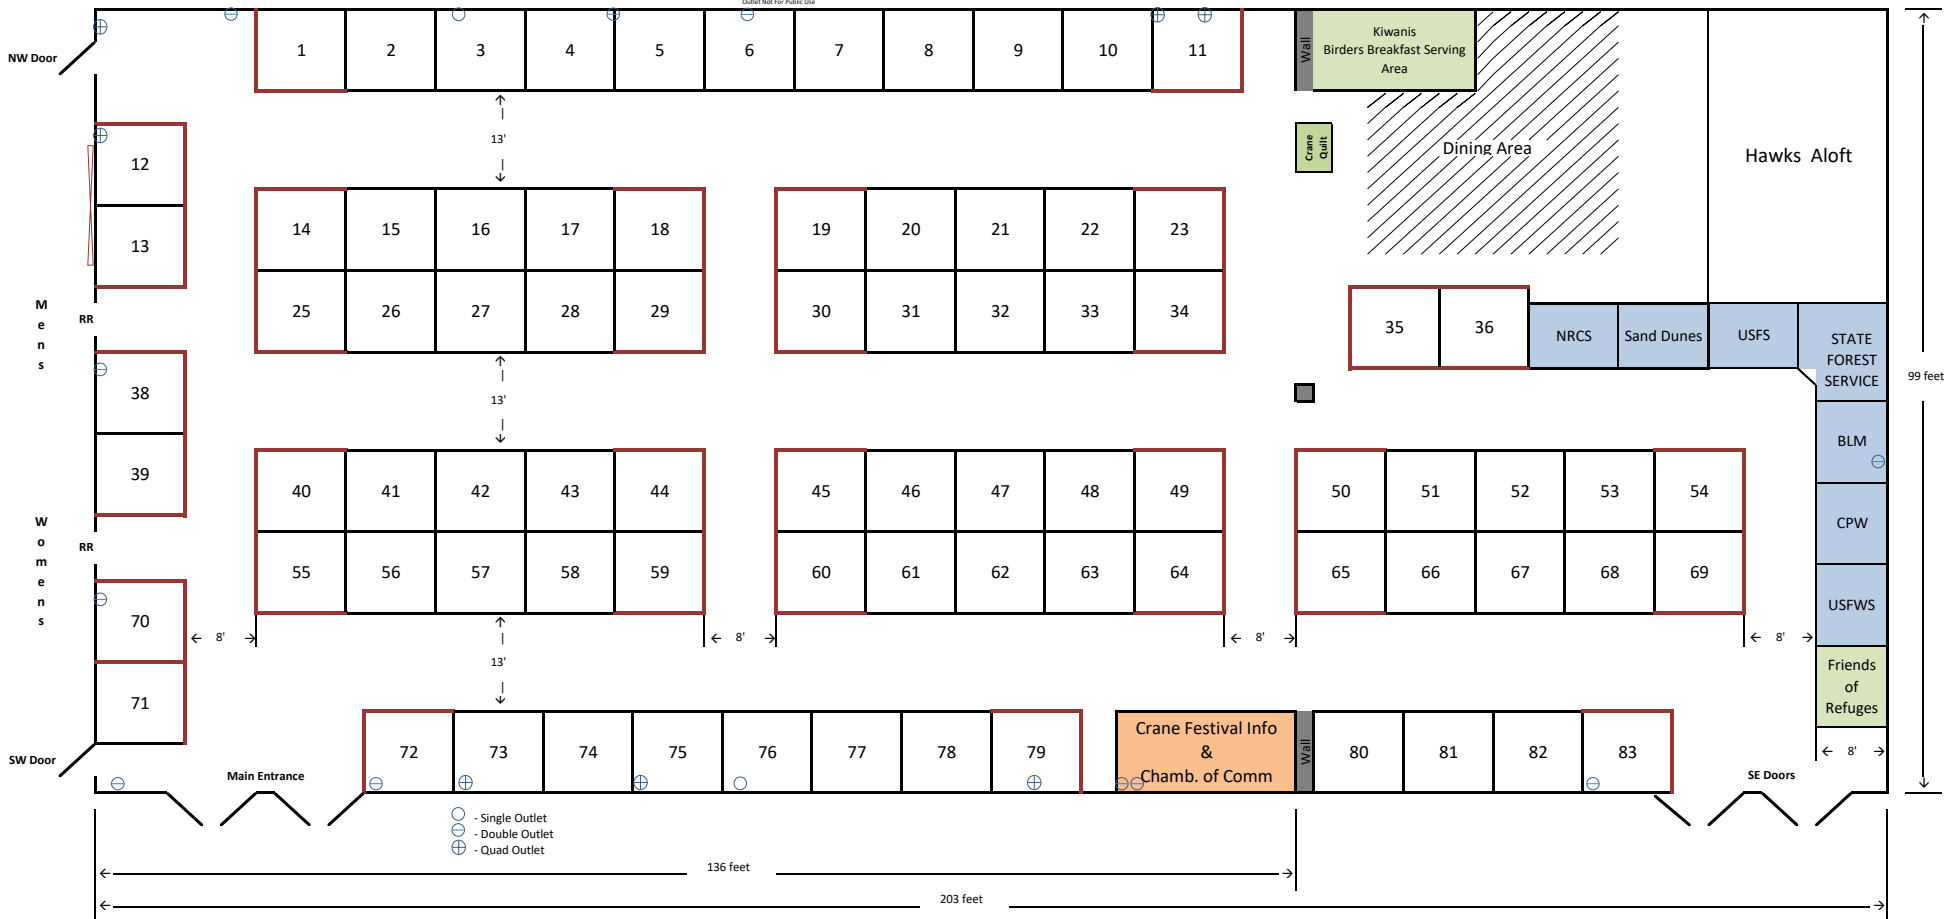 Outlet Not For Public Use
NW Door
1 2 3 4 5 6 7 8 9 10 11
Wall
Kiwanis
Birders Breakfast Serving
Area
13'
12
Crane
Quilt
Dining Area
Hawks Aloft
13
14 15 16 17 18 19 20 21 22 23
25 26 27 28 29 30 31 32 33 34
Mens
RR
35 36 NRCS Sand Dunes USFS
STATE
FOREST
SERVICE
99 feet
13'
38
BLM
39
40 41 42 43 44 45 46 47 48 49 50 51 52 53 54
CPW
Womens
RR
55 56 57 58 59 60 61 62 63 64 65 66 67 68 69
USFWS
70
8' 8' 8' 8'
13'
Friends
of
Refuges
71
72 73 74 75 76 77 78 79
Crane Festival Info
&
Chamb. of Comm
Wall
80 81 82 83
8'
SW Door
Main Entrance
SE Doors
- Single Outlet
- Double Outlet
- Quad Outlet
136 feet
203 feet